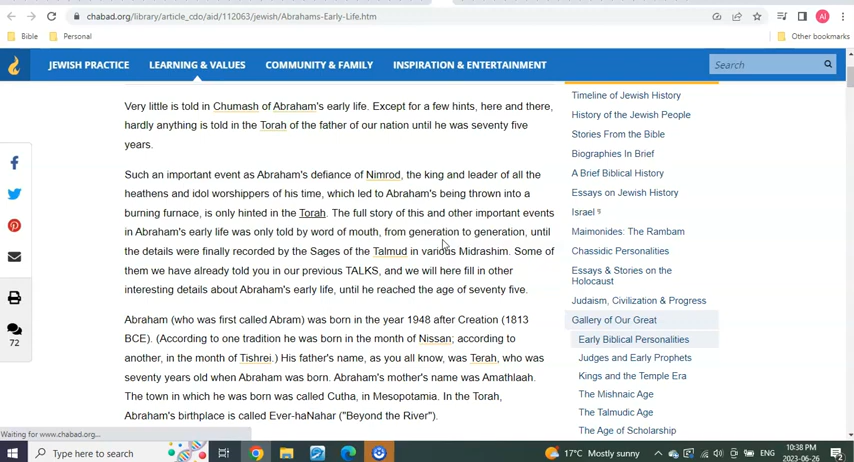 chabad.org/library/article_cdo/aid/112063/jewish/Abrahams-Early-Life.htm
Al
Bible
Personal
Other bookmarks
JEWISH PRACTICE
LEARNING & VALUES
COMMUNITY & FAMILY
INSPIRATION & ENTERTAINMENT
Search
Very little is told in Chumash of Abraham's early life. Except for a few hints, here and there,
hardly anything is told in the Torah of the father of our nation until he was seventy five
years.
Such an important event as Abraham's defiance of Nimrod, the king and leader of all the
heathens and idol worshippers of his time, which led to Abraham's being thrown into a
burning furnace, is only hinted in the Torah. The full story of this and other important events
in Abraham's early life was only told by word of mouth, from generation to generation, until
the details were finally recorded by the Sages of the Talmud in various Midrashim. Some of
them we have already told you in our previous TALKS, and we will here fill in other
interesting details about Abraham's early life, until he reached the age of seventy five.
Abraham (who was first called Abram) was born in the year 1948 after Creation (1813
BCE). (According to one tradition he was born in the month of Nissan; according to
another, in the month of Tishrei.) His father's name, as you all know, was Terah, who was
seventy years old when Abraham was born. Abraham's mother's name was Amathlaah.
The town in which he was born was called Cutha, in Mesopotamia. In the Torah,
Abraham's birthplace is called Ever-haNahar ("Beyond the River").
72
Timeline of Jewish History
History of the Jewish People
Stories From the Bible
Biographies In Brief
A Brief Biblical History
Essays on Jewish History
Israel
Maimonides: The Rambam
Chassidic Personalities
Essays & Stories on the
Holocaust
Judaism, Civilization & Progress
Gallery of Our Great
Early Biblical Personalities
Judges and Early Prophets
Kings and the Temple Era
The Mishnaic Age
The Talmudic Age
The Age of Scholarship
Waiting for www.chabad.org...
Type here to search
17°C Mostly sunny
ENG
10:38 PM
2023-06-26
2